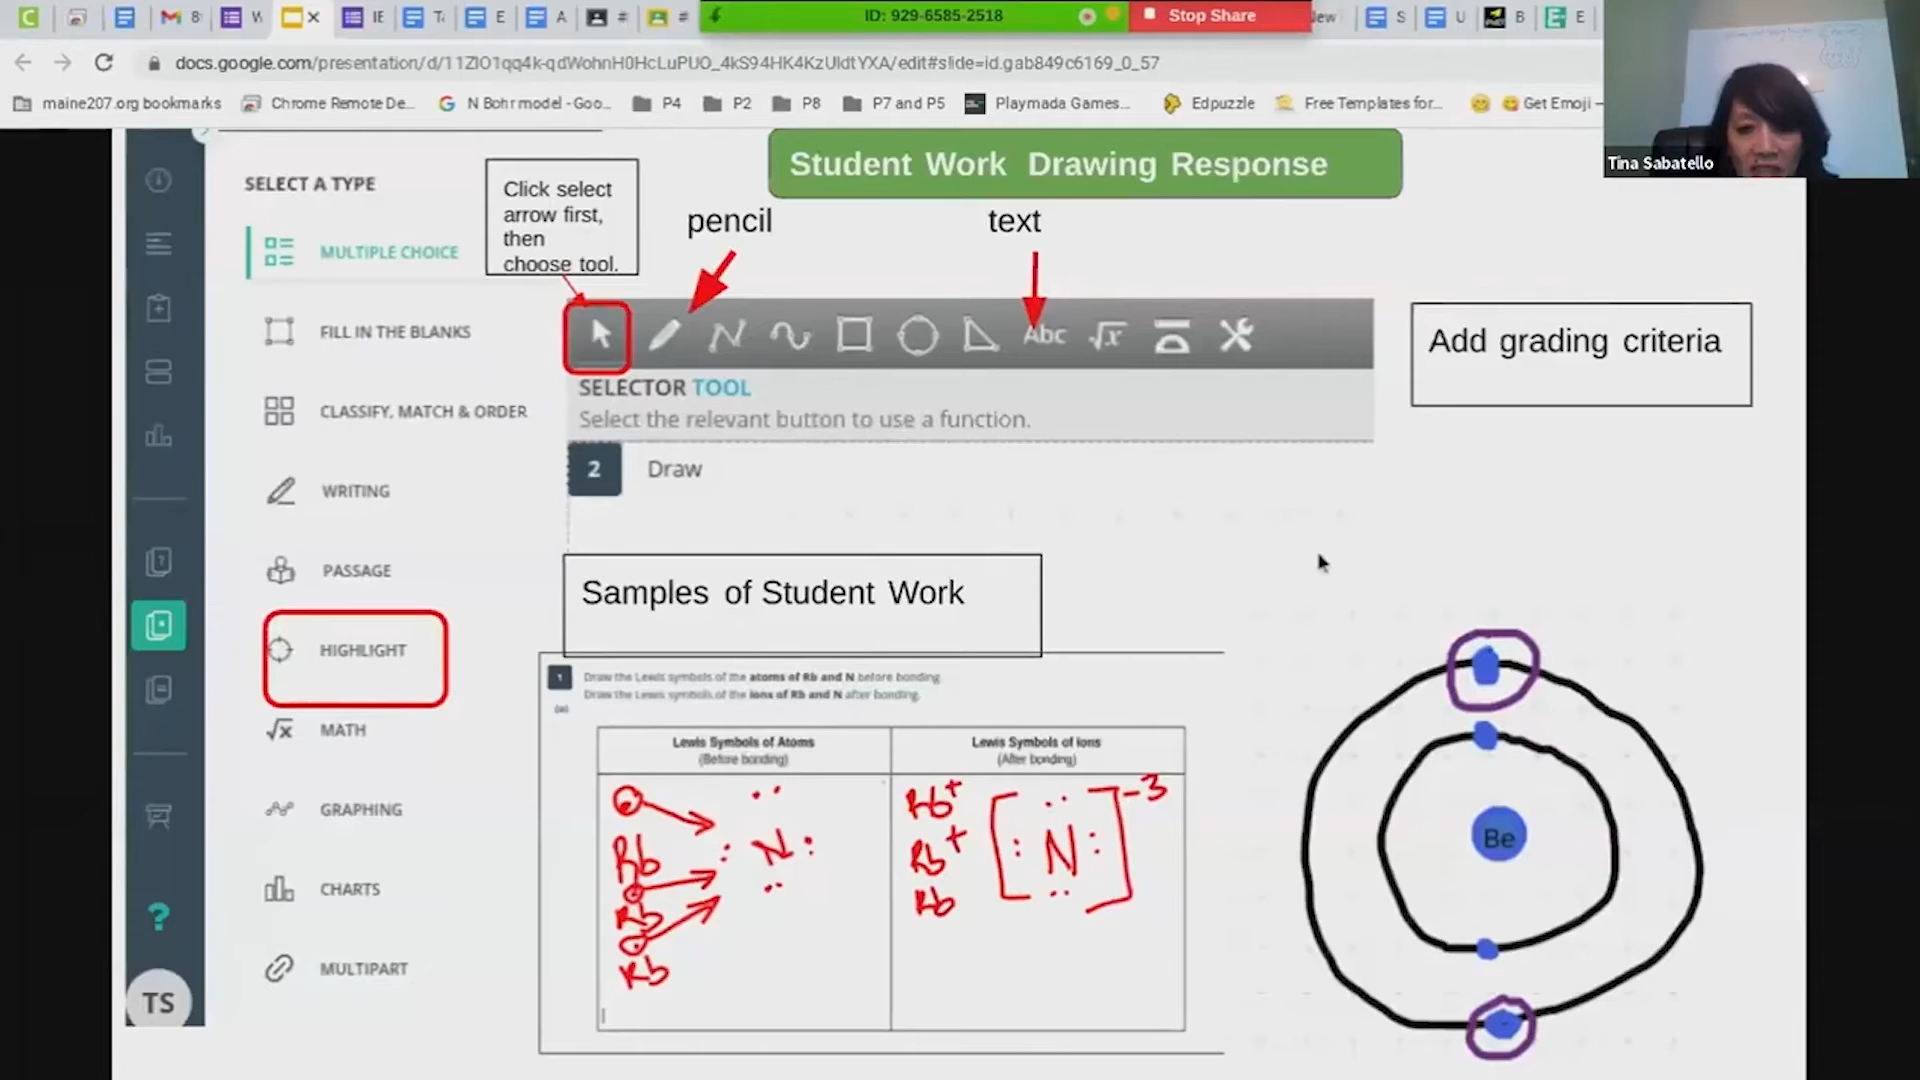 ID: 929-6585-2518
Stop Share
docs.google.com/presentation/d/11ZIO1qq4k-qdWohnH0HcLuPUO_4kS94HK4KzUldtYXA/edit#slide=id.gab849c6169_0_57
maine207.org bookmarks
Chrome Remote De...
N Bohr model - Goo...
P4
P2
P8
P7 and P5
Playmada Games...
Edpuzzle
Free Templates for...
Get Emoji –
Tina Sabatello
Student Work Drawing Response
SELECT A TYPE
MULTIPLE CHOICE
FILL IN THE BLANKS
CLASSIFY, MATCH & ORDER
WRITING
PASSAGE
HIGHLIGHT
MATH
GRAPHING
CHARTS
MULTIPART
?
TS
Click select
arrow first,
then
choose tool.
pencil
text
Abc
√x
SELECTOR TOOL
Select the relevant button to use a function.
Add grading criteria
2 Draw
Samples of Student Work
1 Draw the Lewis symbols of the atoms of Rb and N before bonding.
Draw the Lewis symbols of the ions of Rb and N after bonding.
Lewis Symbols of Atoms
(Before bonding)
Rb
Rb
Rb
N
Lewis Symbols of Ions
(After bonding)
Rb+
Rb+
Rb
[N] -3
Be